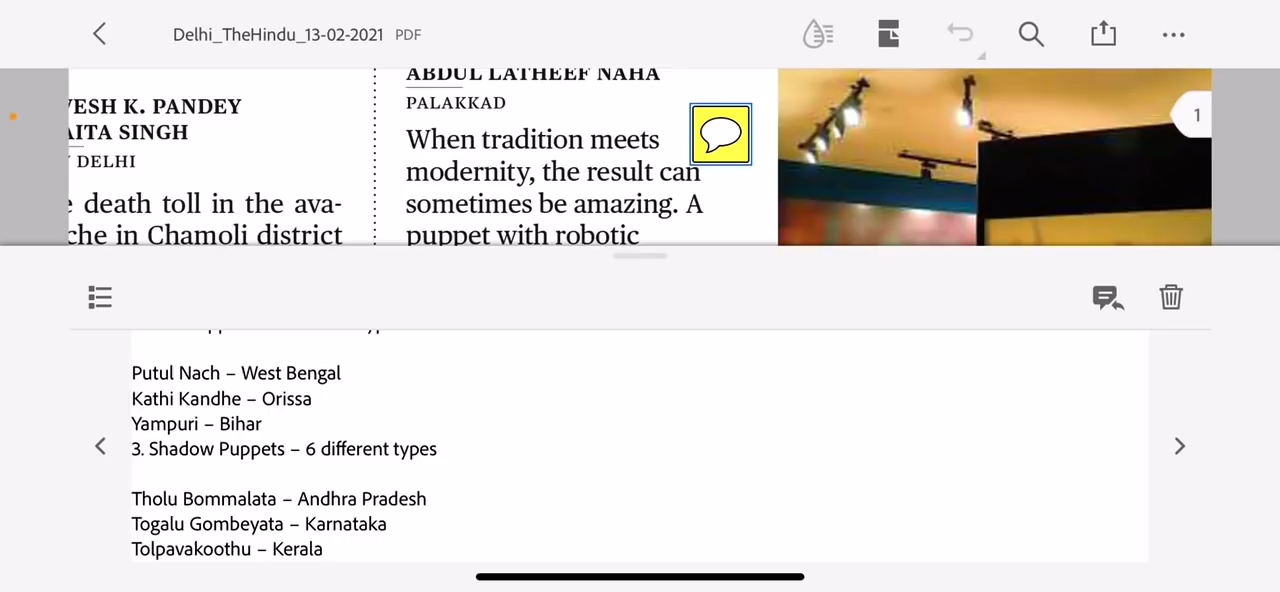 Delhi_TheHindu_13-02-2021 PDF
VESH K. PANDEY
AITA SINGH
DELHI
death toll in the ava-
che in Chamoli district
ABDUL LATHEEF NAHA
PALAKKAD
When tradition meets
modernity, the result can
sometimes be amazing. A
puppet with robotic
1
Putul Nach – West Bengal
Kathi Kandhe – Orissa
Yampuri – Bihar
3. Shadow Puppets – 6 different types
Tholu Bommalata – Andhra Pradesh
Togalu Gombeyata – Karnataka
Tolpavakoothu – Kerala